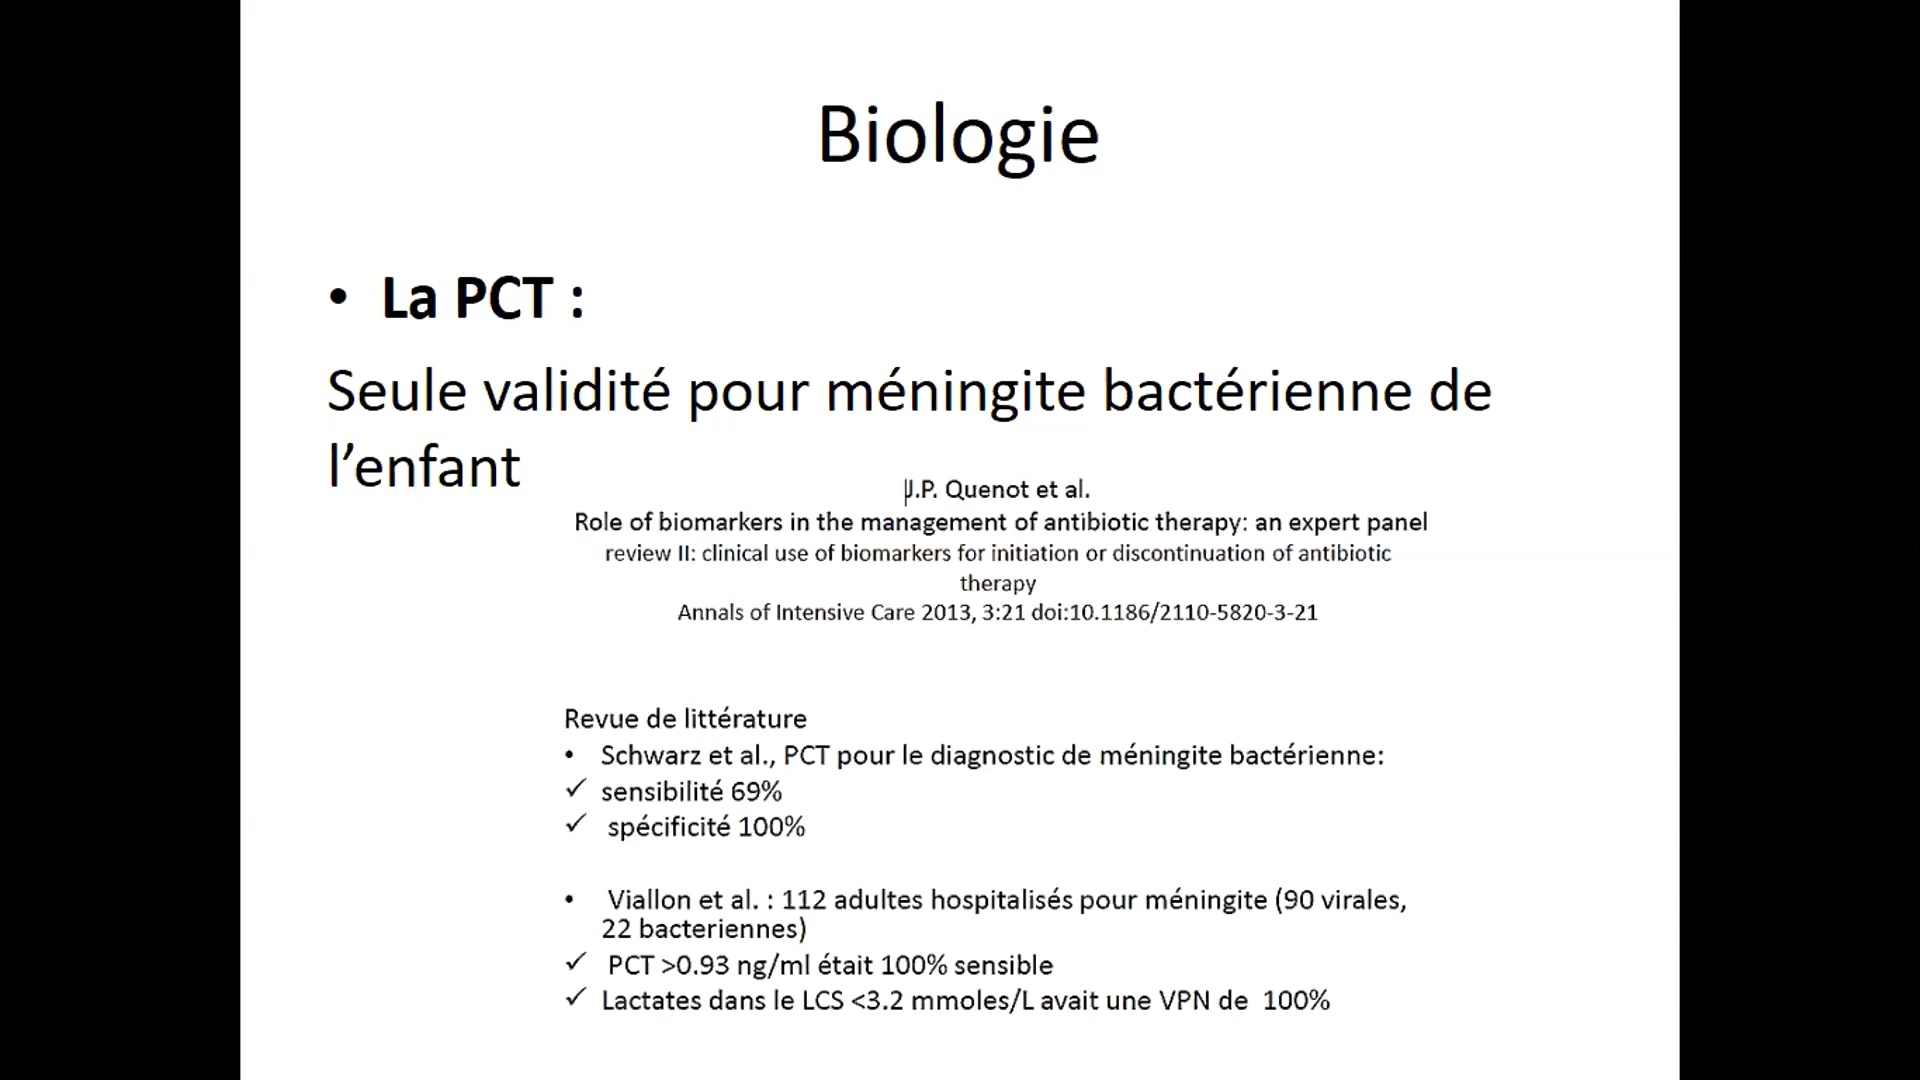 Biologie
• La PCT :
Seule validité pour méningite bactérienne de
l’enfant
J.P. Quenot et al.
Role of biomarkers in the management of antibiotic therapy: an expert panel
review II: clinical use of biomarkers for initiation or discontinuation of antibiotic
therapy
Annals of Intensive Care 2013, 3:21 doi:10.1186/2110-5820-3-21
Revue de littérature
• Schwarz et al., PCT pour le diagnostic de méningite bactérienne:
✓ sensibilité 69%
✓ spécificité 100%
• Viallon et al. : 112 adultes hospitalisés pour méningite (90 virales,
22 bacteriennes)
✓ PCT >0.93 ng/ml était 100% sensible
✓ Lactates dans le LCS <3.2 mmoles/L avait une VPN de 100%